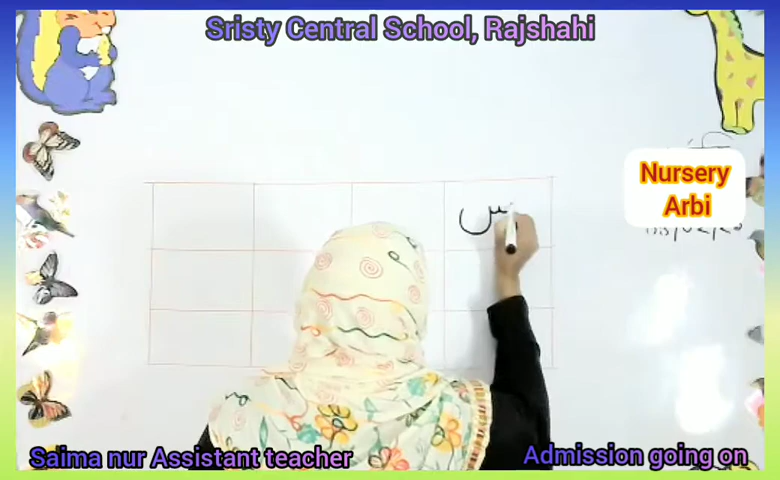 Sristy Central School, Rajshahi
Nursery
Arbi
س
Saima nur Assistant teacher
Admission going on